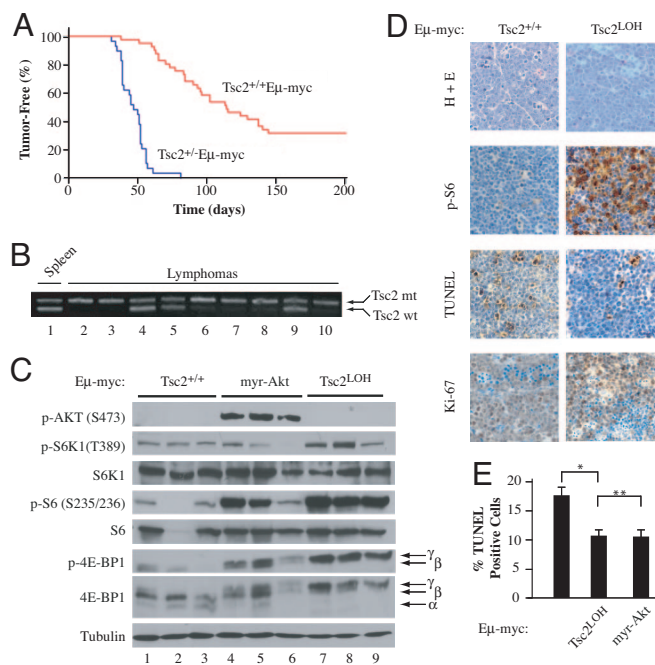 A
Tumor-Free (%)
100
80
60
40
20
0
Tsc2+/+Eμ-myc
Tsc2+/-Eμ-myc
0
50
100
150
200
Time (days)
B
Spleen
Lymphomas
Tsc2 mt
Tsc2 wt
1 2 3 4 5 6 7 8 9 10
C
Eμ-myc: Tsc2+/+ myr-Akt Tsc2LOH
p-AKT (S473)
p-S6K1(T389)
S6K1
p-S6 (S235/236)
S6
p-4E-BP1
γ
β
4E-BP1
γ
β
α
Tubulin
1 2 3 4 5 6 7 8 9
D
Eμ-myc: Tsc2+/+ Tsc2LOH
H + E
p-S6
TUNEL
Ki-67
E
% TUNEL
Positive Cells
20
15
10
5
0
*
**
Eμ-myc:
Tsc2LOH
myr-Akt